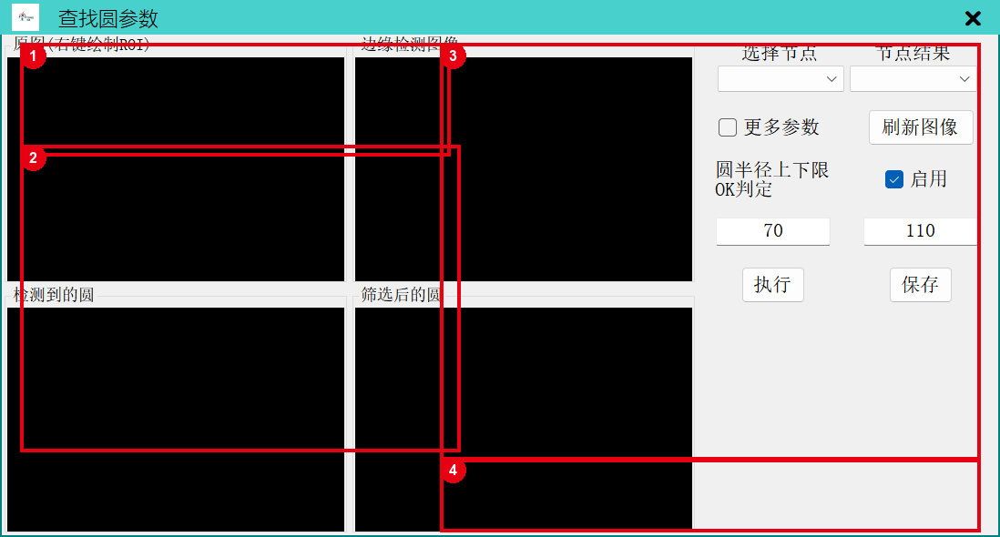 查找圆参数
原图(右键绘制ROI)
边缘检测图像
选择节点
节点结果
1
3
更多参数
刷新图像
2
圆半径上下限
OK判定
启用
70
110
执行
保存
检测到的圆
筛选后的圆
4